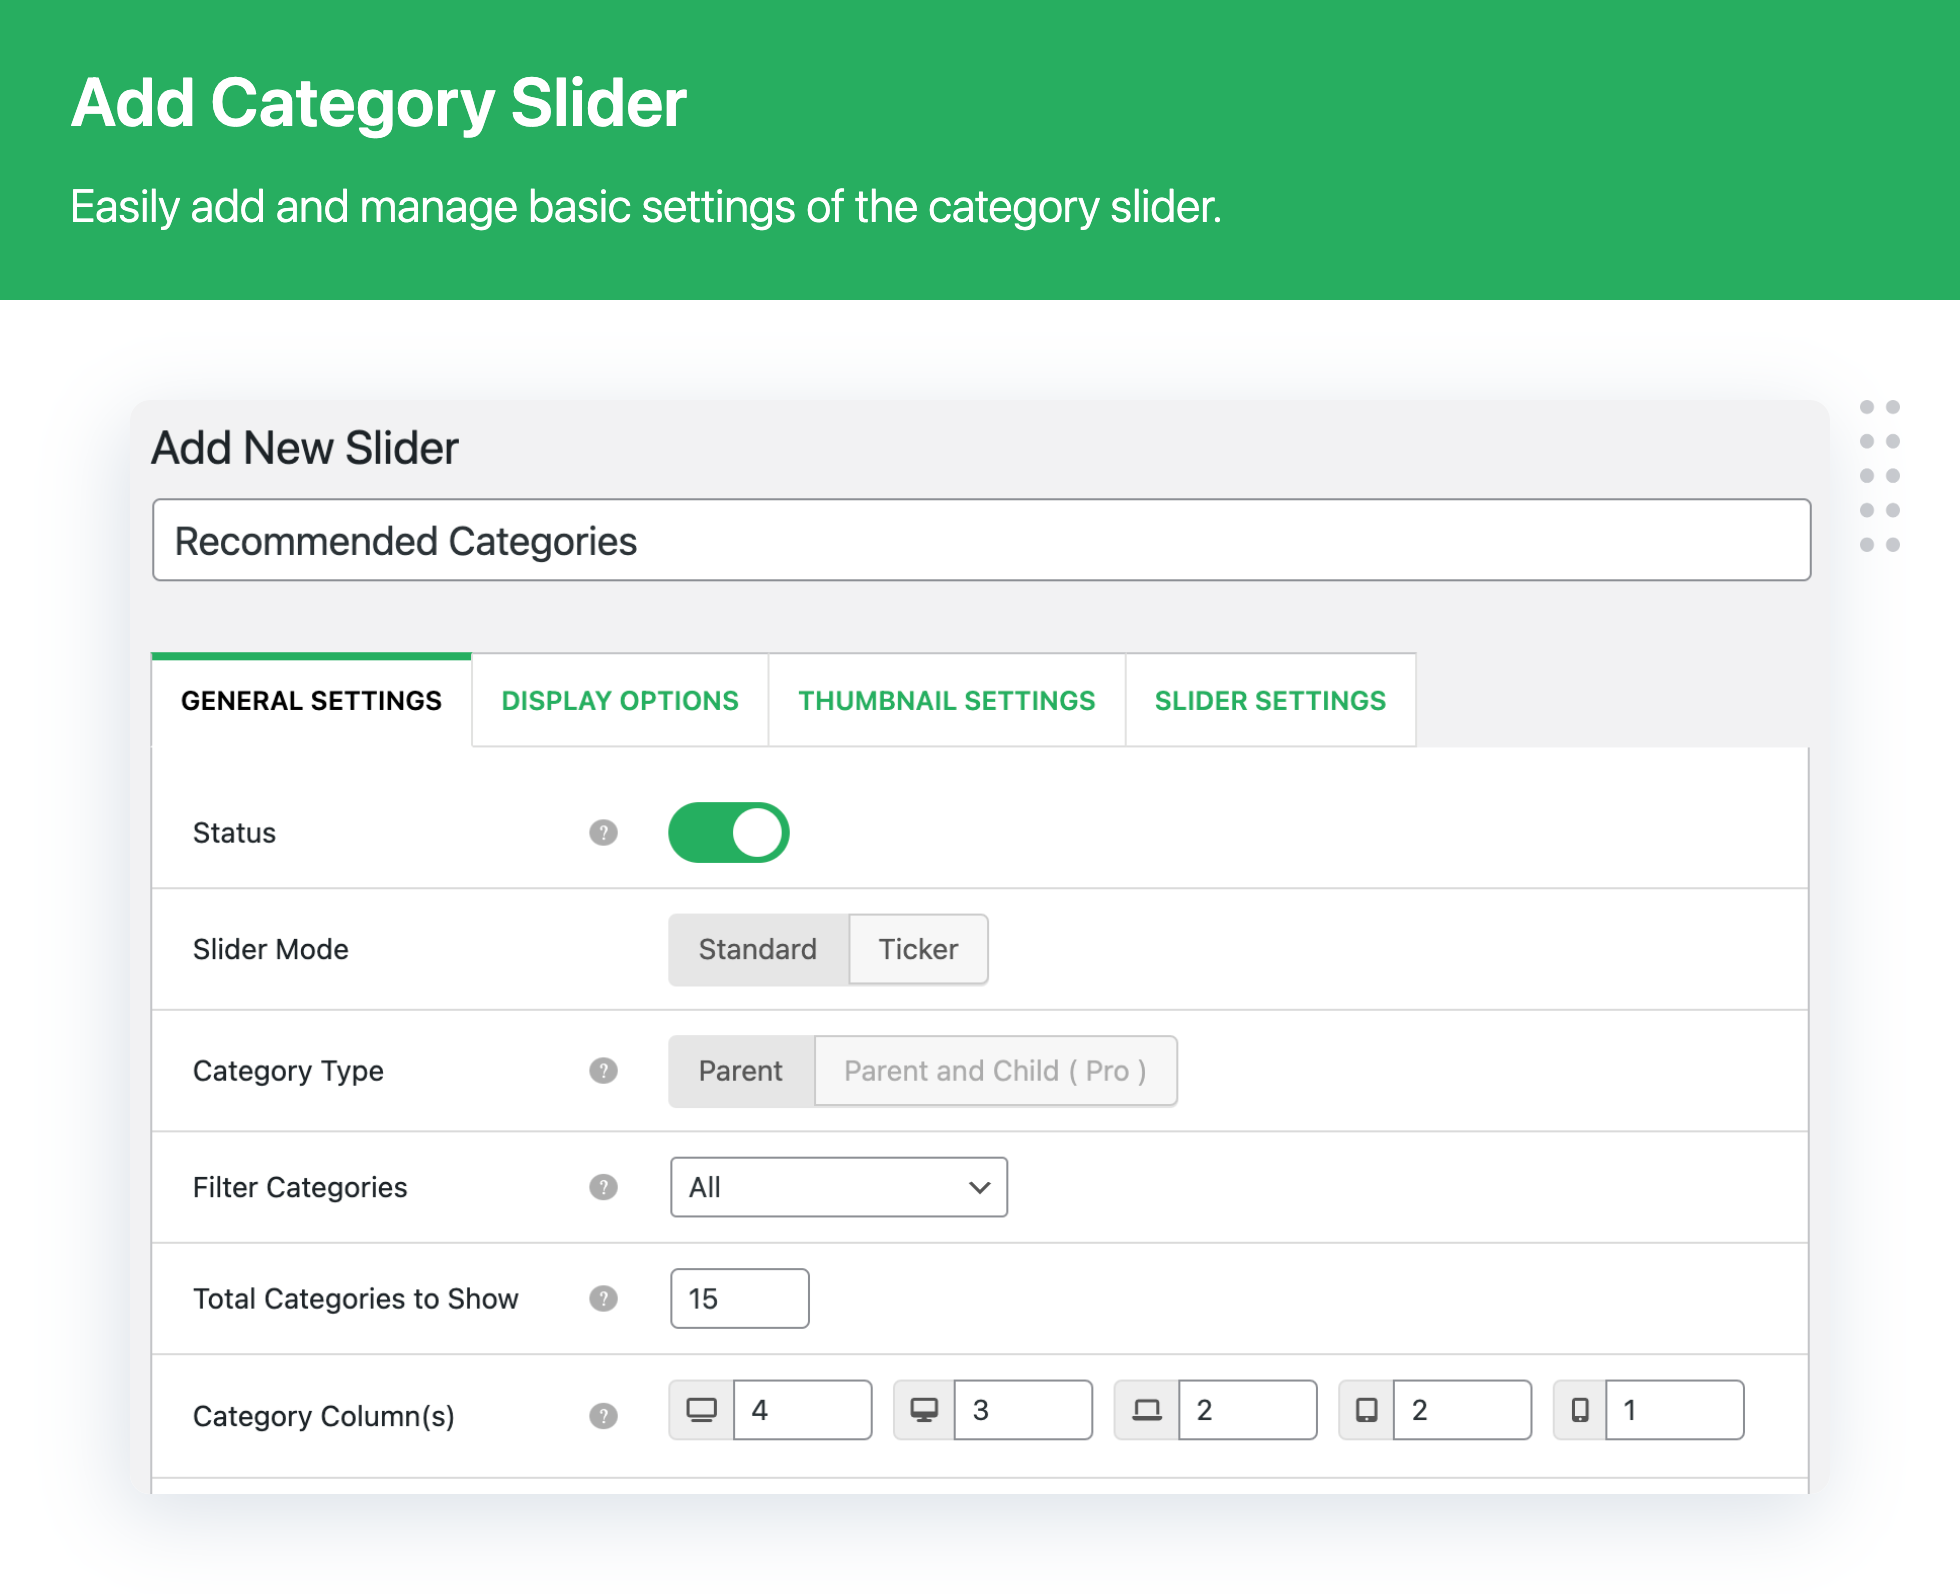 Add Category Slider
Easily add and manage basic settings of the category slider.
Add New Slider
Recommended Categories
GENERAL SETTINGS DISPLAY OPTIONS THUMBNAIL SETTINGS SLIDER SETTINGS
Status ?
Slider Mode Standard Ticker
Category Type ? Parent Parent and Child ( Pro )
Filter Categories ? All
Total Categories to Show ? 15
Category Column(s) ? 4 3 2 2 1